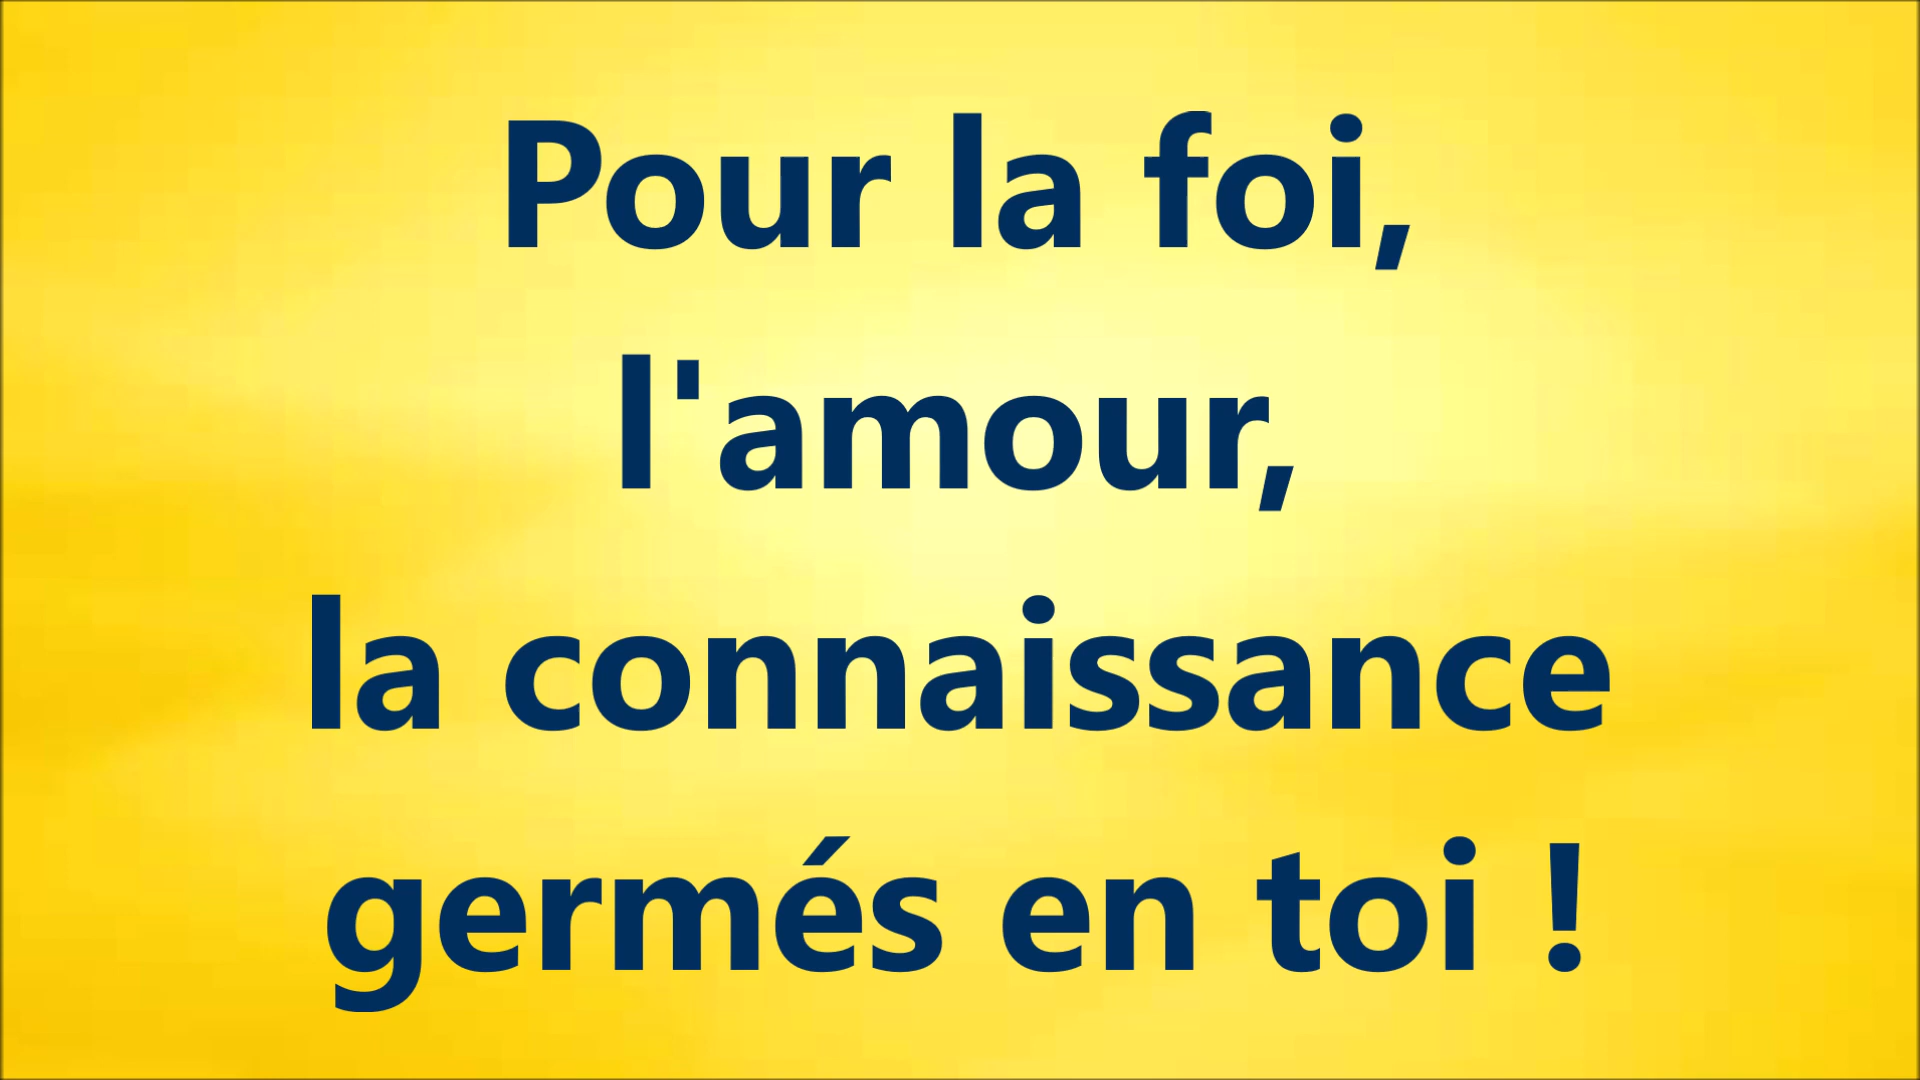 Pour la foi,
l'amour,
la connaissance
germés en toi !